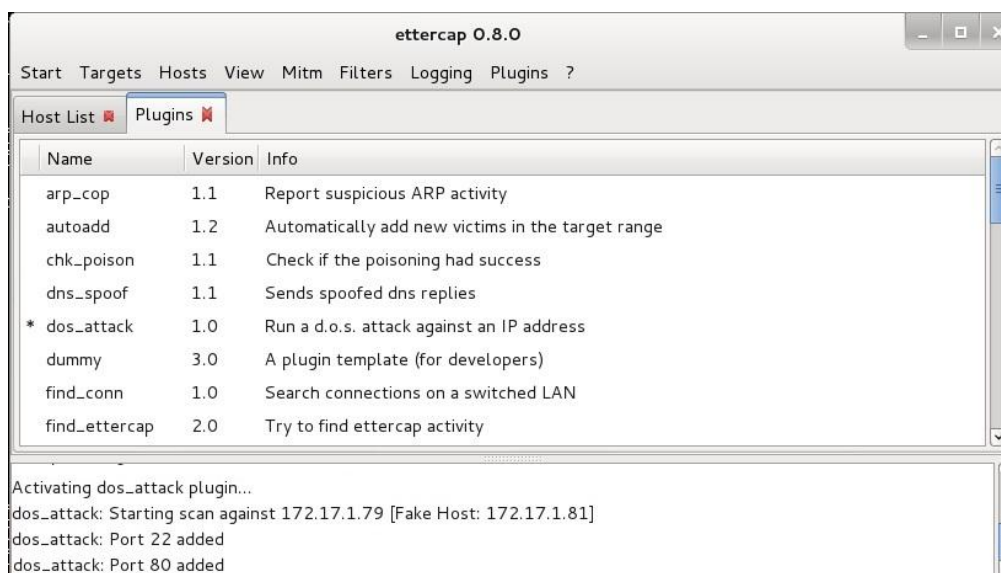 ettercap 0.8.0
Start Targets Hosts View Mitm Filters Logging Plugins ?
Host List Plugins
Name Version Info
arp_cop 1.1 Report suspicious ARP activity
autoadd 1.2 Automatically add new victims in the target range
chk_poison 1.1 Check if the poisoning had success
dns_spoof 1.1 Sends spoofed dns replies
* dos_attack 1.0 Run a d.o.s. attack against an IP address
dummy 3.0 A plugin template (for developers)
find_conn 1.0 Search connections on a switched LAN
find_ettercap 2.0 Try to find ettercap activity
Activating dos_attack plugin...
dos_attack: Starting scan against 172.17.1.79 [Fake Host: 172.17.1.81]
dos_attack: Port 22 added
dos_attack: Port 80 added